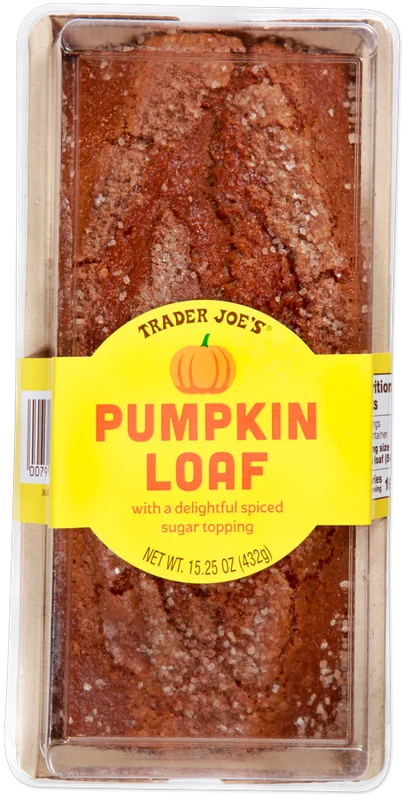 TRADER JOE'S®
PUMPKIN
LOAF
with a delightful spiced
sugar topping
NET WT. 15.25 OZ (432g)